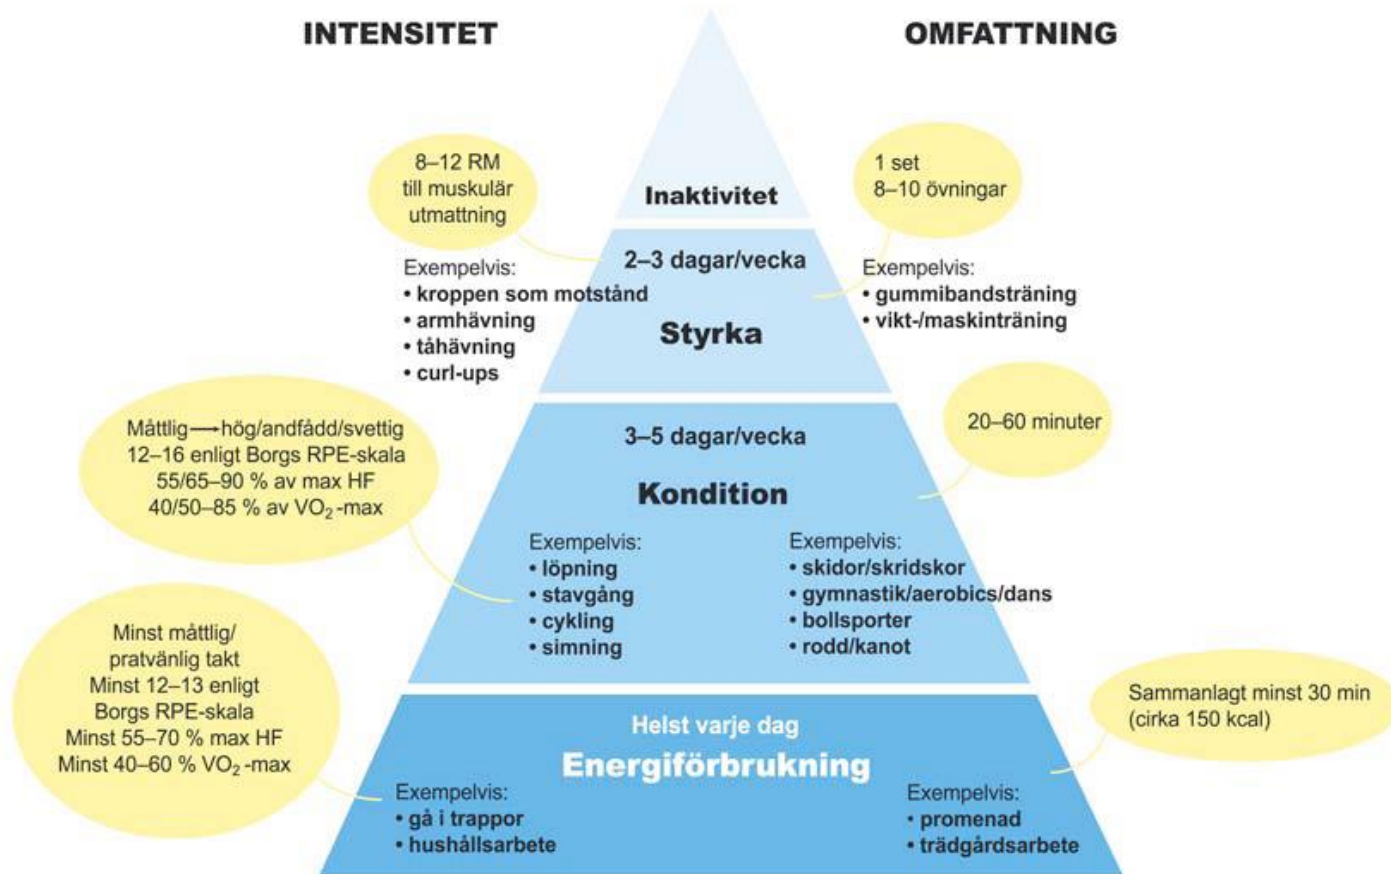 INTENSITET
OMFATTNING
Inaktivitet
8–12 RM
till muskulär
utmattning
1 set
8–10 övningar
2–3 dagar/vecka
Styrka
Exempelvis:
• kroppen som motstånd
• armhävning
• tåhävning
• curl-ups
Exempelvis:
• gummibandsträning
• vikt-/maskinträning
Måttlig⟶hög/andfådd/svettig
12–16 enligt Borgs RPE-skala
55/65–90 % av max HF
40/50–85 % av VO₂-max
20–60 minuter
3–5 dagar/vecka
Kondition
Exempelvis:
• löpning
• stavgång
• cykling
• simning
Exempelvis:
• skidor/skridskor
• gymnastik/aerobics/dans
• bollsporter
• rodd/kanot
Minst måttlig/
pratvänlig takt
Minst 12–13 enligt
Borgs RPE-skala
Minst 55–70 % max HF
Minst 40–60 % VO₂-max
Sammanlagt minst 30 min
(cirka 150 kcal)
Helst varje dag
Energiförbrukning
Exempelvis:
• gå i trappor
• hushållsarbete
Exempelvis:
• promenad
• trädgårdsarbete